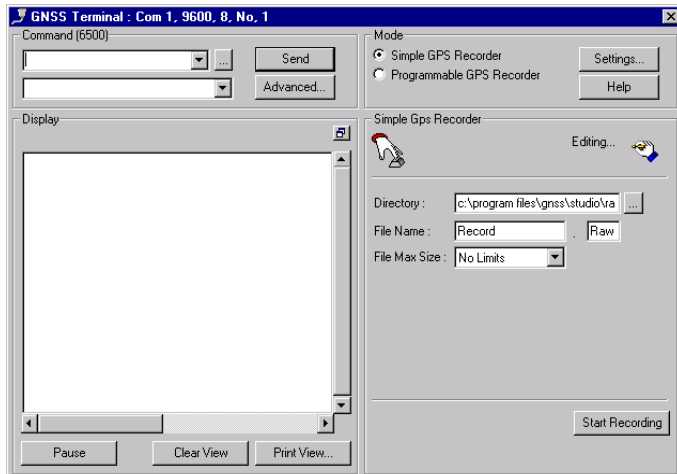 GNSS Terminal : Com 1, 9600, 8, No, 1
Command (6500)
... Send
Advanced...
Mode
Simple GPS Recorder
Programmable GPS Recorder
Settings...
Help
Display
Pause Clear View Print View...
Simple Gps Recorder
Editing...
Directory : c:\program files\gnss\studio\ra ...
File Name : Record . Raw
File Max Size : No Limits
Start Recording